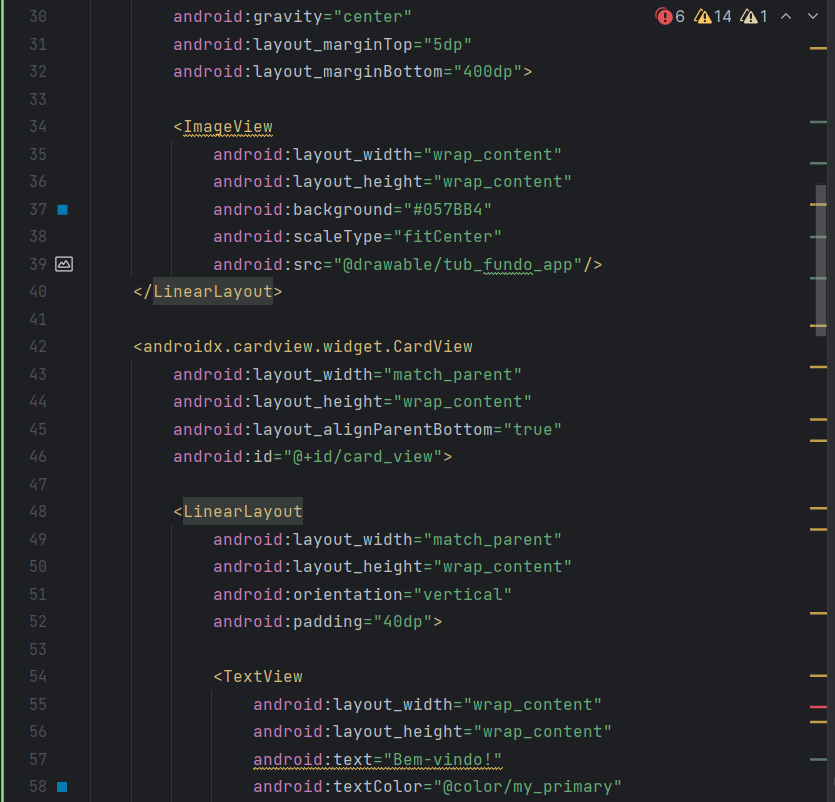 30 android:gravity="center" 6 14 1
31 android:layout_marginTop="5dp"
32 android:layout_marginBottom="400dp">
33
34 <ImageView
35 android:layout_width="wrap_content"
36 android:layout_height="wrap_content"
37 android:background="#057BB4"
38 android:scaleType="fitCenter"
39 android:src="@drawable/tub_fundo_app"/>
40 </LinearLayout>
41
42 <androidx.cardview.widget.CardView
43 android:layout_width="match_parent"
44 android:layout_height="wrap_content"
45 android:layout_alignParentBottom="true"
46 android:id="@+id/card_view">
47
48 <LinearLayout
49 android:layout_width="match_parent"
50 android:layout_height="wrap_content"
51 android:orientation="vertical"
52 android:padding="40dp">
53
54 <TextView
55 android:layout_width="wrap_content"
56 android:layout_height="wrap_content"
57 android:text="Bem-vindo!"
58 android:textColor="@color/my_primary"